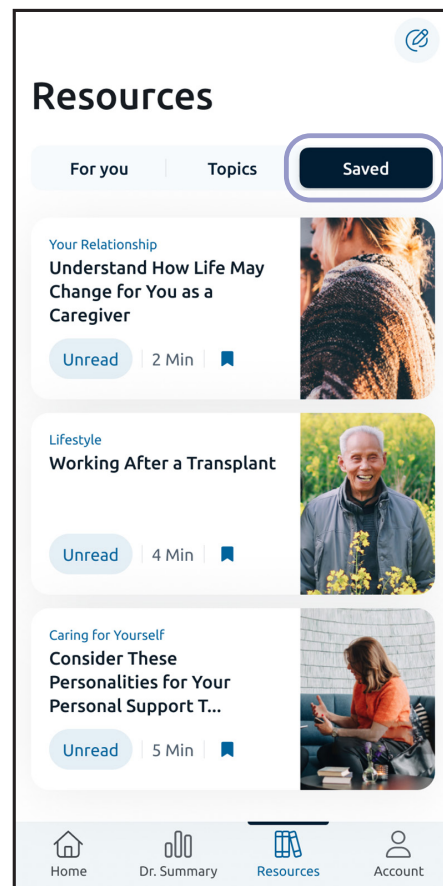 Resources
For you
Topics
Saved
Your Relationship
Understand How Life May
Change for You as a
Caregiver
Unread
2 Min
Lifestyle
Working After a Transplant
Unread
4 Min
Caring for Yourself
Consider These
Personalities for Your
Personal Support T...
Unread
5 Min
Home
Dr. Summary
Resources
Account